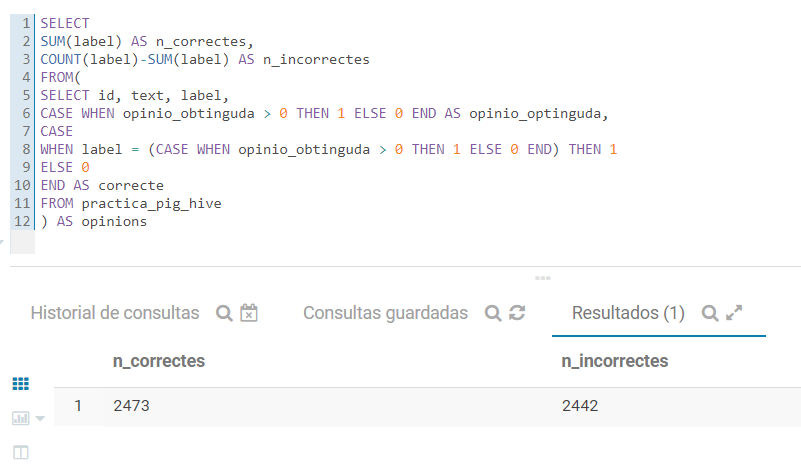 1 SELECT
2 SUM(label) AS n_correctes,
3 COUNT(label)-SUM(label) AS n_incorrectes
4 FROM(
5 SELECT id, text, label,
6 CASE WHEN opinio_obtinguda > 0 THEN 1 ELSE 0 END AS opinio_optinguda,
7 CASE
8 WHEN label = (CASE WHEN opinio_obtinguda > 0 THEN 1 ELSE 0 END) THEN 1
9 ELSE 0
10 END AS correcte
11 FROM practica_pig_hive
12 ) AS opinions
Historial de consultas Consultas guardadas Resultados (1)
n_correctes n_incorrectes
1 2473 2442